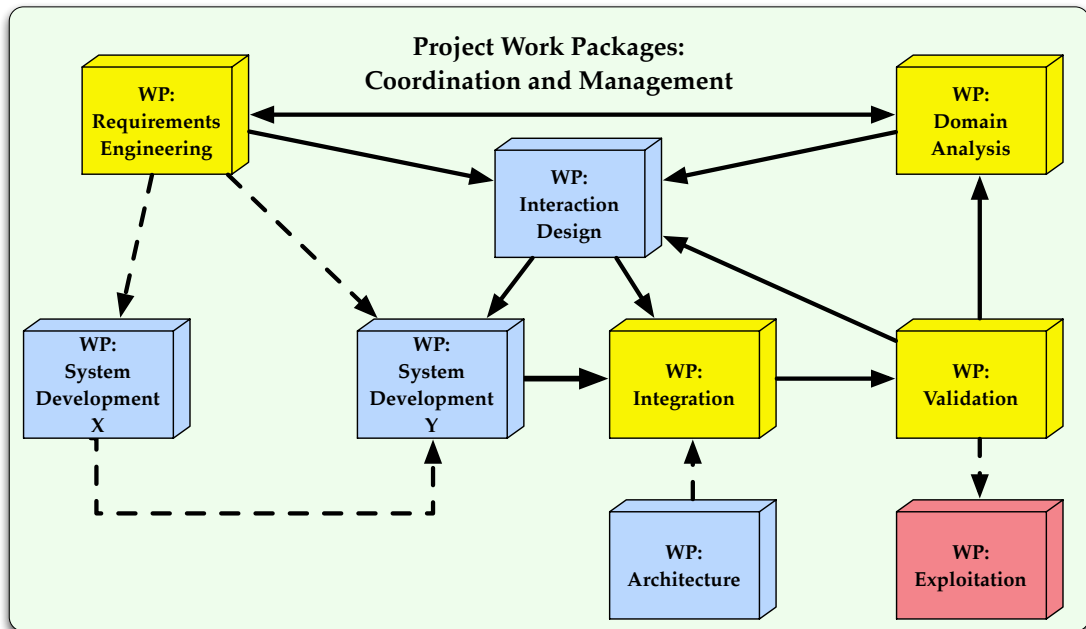 Project Work Packages:
Coordination and Management
WP:
Requirements
Engineering
WP:
Domain
Analysis
WP:
Interaction
Design
WP:
System
Development
X
WP:
System
Development
Y
WP:
Integration
WP:
Validation
WP:
Architecture
WP:
Exploitation